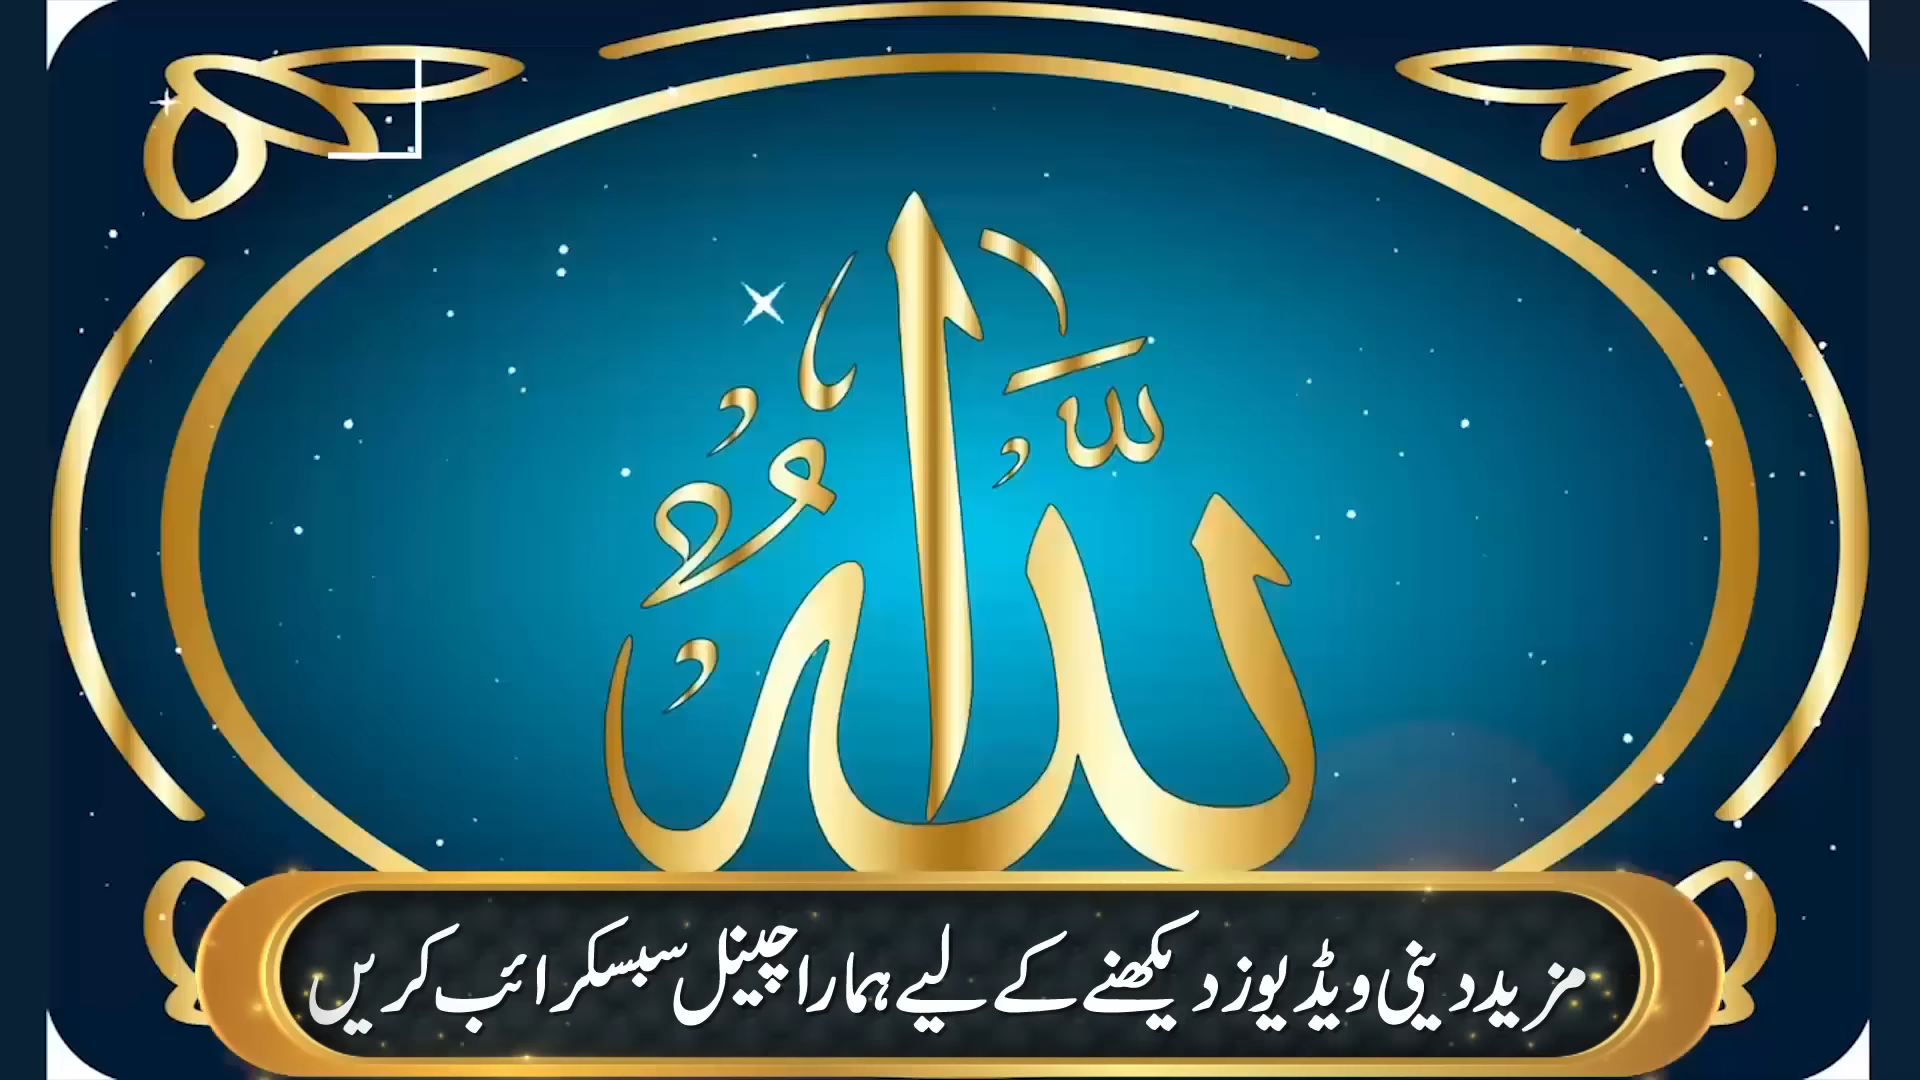 الله
مزید دینی ویڈیوز دیکھنے کے لیے ہمارا چینل سبسکرائب کریں